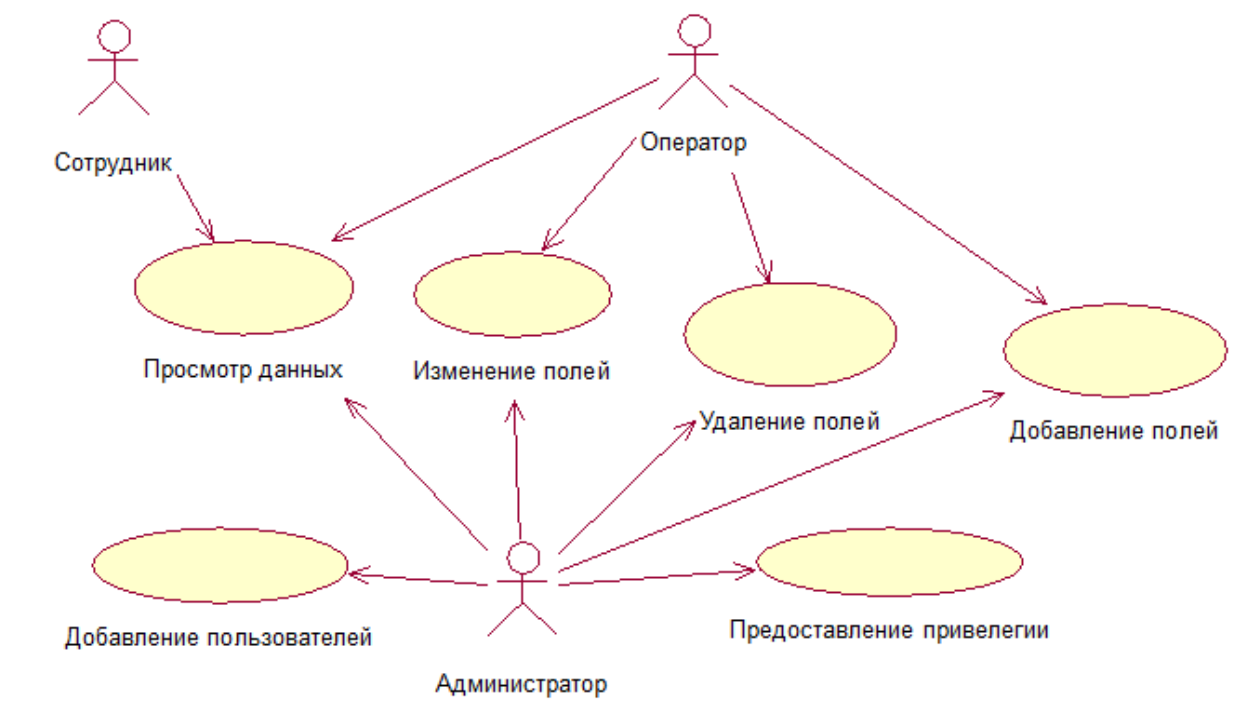 Сотрудник
Оператор
Просмотр данных
Изменение полей
Удаление полей
Добавление полей
Добавление пользователей
Предоставление привелегии
Администратор